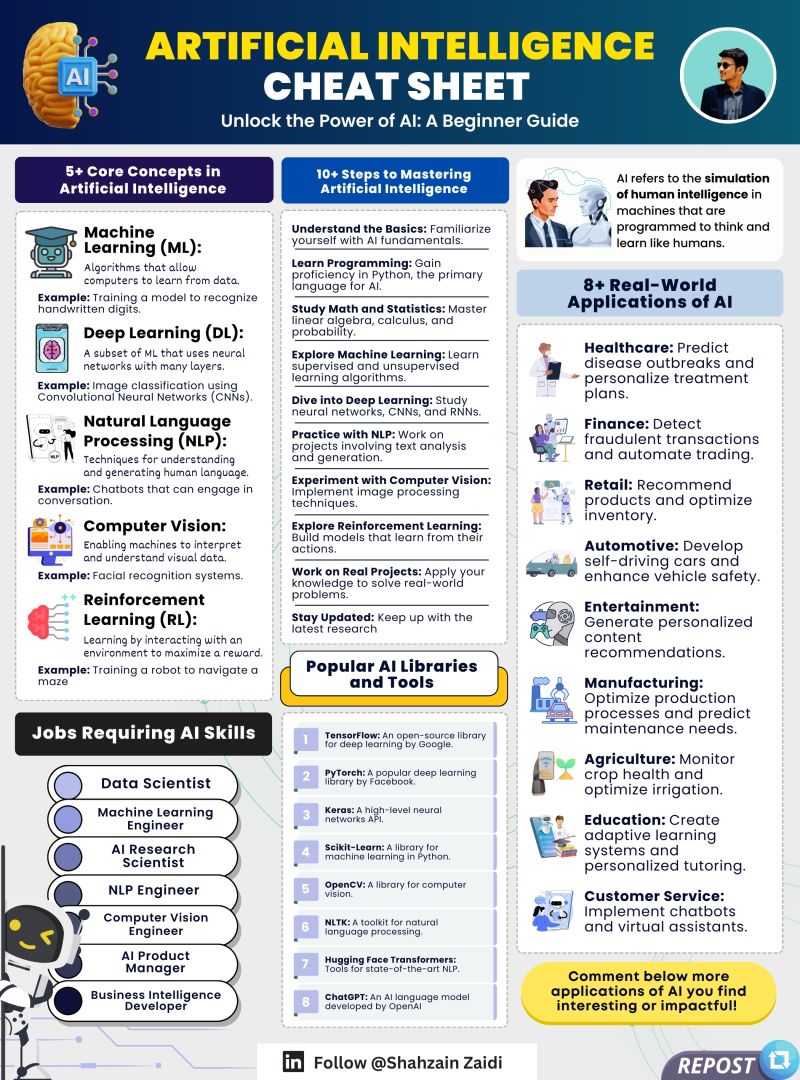 AI
ARTIFICIAL INTELLIGENCE
CHEAT SHEET
Unlock the Power of AI: A Beginner Guide
5+ Core Concepts in
Artificial Intelligence
Machine
Learning (ML):
Algorithms that allow
computers to learn from data.
Example: Training a model to recognize
handwritten digits.
Deep Learning (DL):
A subset of ML that uses neural
networks with many layers.
Example: Image classification using
Convolutional Neural Networks (CNNs).
Natural Language
Processing (NLP):
Techniques for understanding
and generating human language.
Example: Chatbots that can engage in
conversation.
NLP
Computer Vision:
Enabling machines to interpret
and understand visual data.
Example: Facial recognition systems.
Reinforcement
Learning (RL):
Learning by interacting with an
environment to maximize a reward.
Example: Training a robot to navigate a
maze
Jobs Requiring AI Skills
Data Scientist
Machine Learning
Engineer
AI Research
Scientist
NLP Engineer
Computer Vision
Engineer
AI Product
Manager
Business Intelligence
Developer
10+ Steps to Mastering
Artificial Intelligence
Understand the Basics: Familiarize
yourself with AI fundamentals.
Learn Programming: Gain
proficiency in Python, the primary
language for AI.
Study Math and Statistics: Master
linear algebra, calculus, and
probability.
Explore Machine Learning: Learn
supervised and unsupervised
learning algorithms.
Dive into Deep Learning: Study
neural networks, CNNs, and RNNs.
Practice with NLP: Work on
projects involving text analysis
and generation.
Experiment with Computer Vision:
Implement image processing
techniques.
Explore Reinforcement Learning:
Build models that learn from their
actions.
Work on Real Projects: Apply your
knowledge to solve real-world
problems.
Stay Updated: Keep up with the
latest research
Popular AI Libraries
and Tools
1 TensorFlow: An open-source library
for deep learning by Google.
2 PyTorch: A popular deep learning
library by Facebook.
3 Keras: A high-level neural
networks API.
4 Scikit-Learn: A library for
machine learning in Python.
5 OpenCV: A library for computer
vision.
6 NLTK: A toolkit for natural
language processing.
7 Hugging Face Transformers:
Tools for state-of-the-art NLP.
8 ChatGPT: An AI language model
developed by OpenAI
AI refers to the simulation
of human intelligence in
machines that are
programmed to think and
learn like humans.
8+ Real-World
Applications of AI
Healthcare: Predict
disease outbreaks and
personalize treatment
plans.
Finance: Detect
fraudulent transactions
and automate trading.
Retail: Recommend
products and optimize
inventory.
Automotive: Develop
self-driving cars and
enhance vehicle safety.
Entertainment:
Generate personalized
content
recommendations.
Manufacturing:
Optimize production
processes and predict
maintenance needs.
Agriculture: Monitor
crop health and
optimize irrigation.
Education: Create
adaptive learning
systems and
personalized tutoring.
Customer Service:
Implement chatbots
and virtual assistants.
Comment below more
applications of AI you find
interesting or impactful!
in Follow @Shahzain Zaidi
REPOST